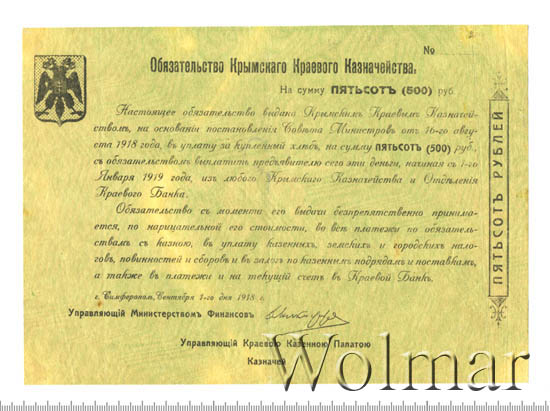 №
Обязательство Крымскаго Краевого Казначейства.
На сумму ПЯТЬСОТЪ (500) руб.
Настоящее обязательство выдано Крымскимъ Краевымъ Казначей-
ствомъ, на основаніи постановленія Совѣта Министровъ отъ 16-го авгу-
ста 1918 года, въ уплату за купленный хлѣбъ, на сумму ПЯТЬСОТЪ (500) руб.,
съ обязательствомъ выплатить предъявителю сего эти деньги, начиная съ 1-го
Января 1919 года, изъ любого Крымскаго Казначейства и Отдѣленія
Краевого Банка.
Обязательство съ момента его выдачи безпрепятственно принимa-
ется, по нарицательной его стоимости, во всѣ платежи по обязатель-
ствамъ съ казною, въ уплату казенныхъ, земскихъ и городскихъ нало-
говъ, повинностей и сборовъ и въ залогъ по казеннымъ подрядамъ и поставкамъ,
а также въ платежи и на текущій счетъ въ Краевой Банкъ.
г. Симферополь, Сентября 1-го дня 1918 г.
Управляющій Министерствомъ Финансовъ
Управляющій Краевою Казенною Палатою
Казначей
ПЯТЬСОТЪ РУБЛЕЙ
Wolmar